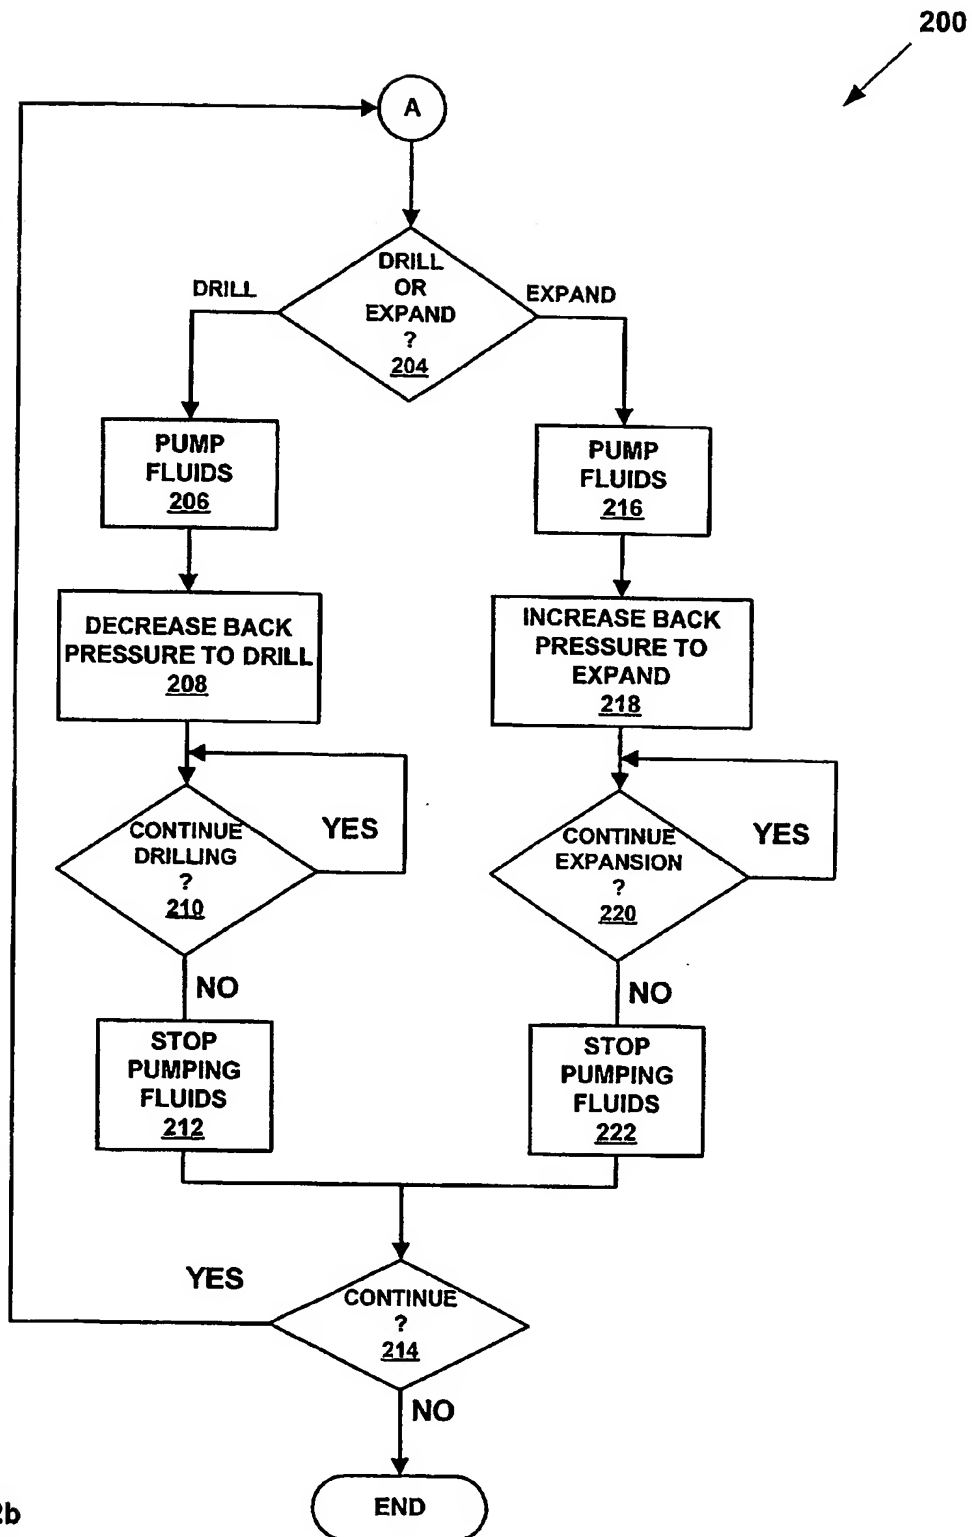 200
A
DRILL
OR
EXPAND
?
204
DRILL
EXPAND
PUMP
FLUIDS
206
PUMP
FLUIDS
216
DECREASE BACK
PRESSURE TO DRILL
208
INCREASE BACK
PRESSURE TO
EXPAND
218
CONTINUE
DRILLING
?
210
YES
CONTINUE
EXPANSION
?
220
YES
NO
NO
STOP
PUMPING
FLUIDS
212
STOP
PUMPING
FLUIDS
222
YES
CONTINUE
?
214
NO
END
2b